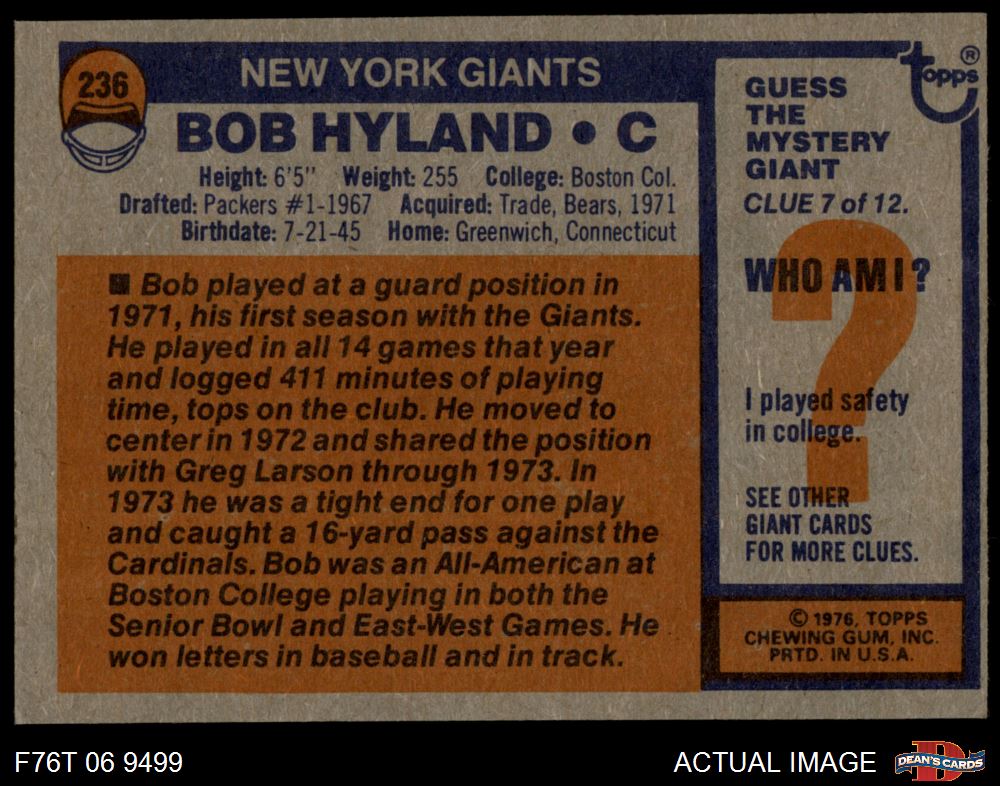 236
NEW YORK GIANTS
BOB HYLAND • C
Height: 6'5" Weight: 255 College: Boston Col.
Drafted: Packers #1-1967 Acquired: Trade, Bears, 1971
Birthdate: 7-21-45 Home: Greenwich, Connecticut
■ Bob played at a guard position in
1971, his first season with the Giants.
He played in all 14 games that year
and logged 411 minutes of playing
time, tops on the club. He moved to
center in 1972 and shared the position
with Greg Larson through 1973. In
1973 he was a tight end for one play
and caught a 16-yard pass against the
Cardinals. Bob was an All-American at
Boston College playing in both the
Senior Bowl and East-West Games. He
won letters in baseball and in track.
topps ®
GUESS
THE
MYSTERY
GIANT
CLUE 7 of 12.
WHO AM I ?
?
I played safety
in college.
SEE OTHER
GIANT CARDS
FOR MORE CLUES.
© 1976, TOPPS
CHEWING GUM, INC.
PRTD. IN U.S.A.
F76T 06 9499
ACTUAL IMAGE
D
DEAN'S CARDS